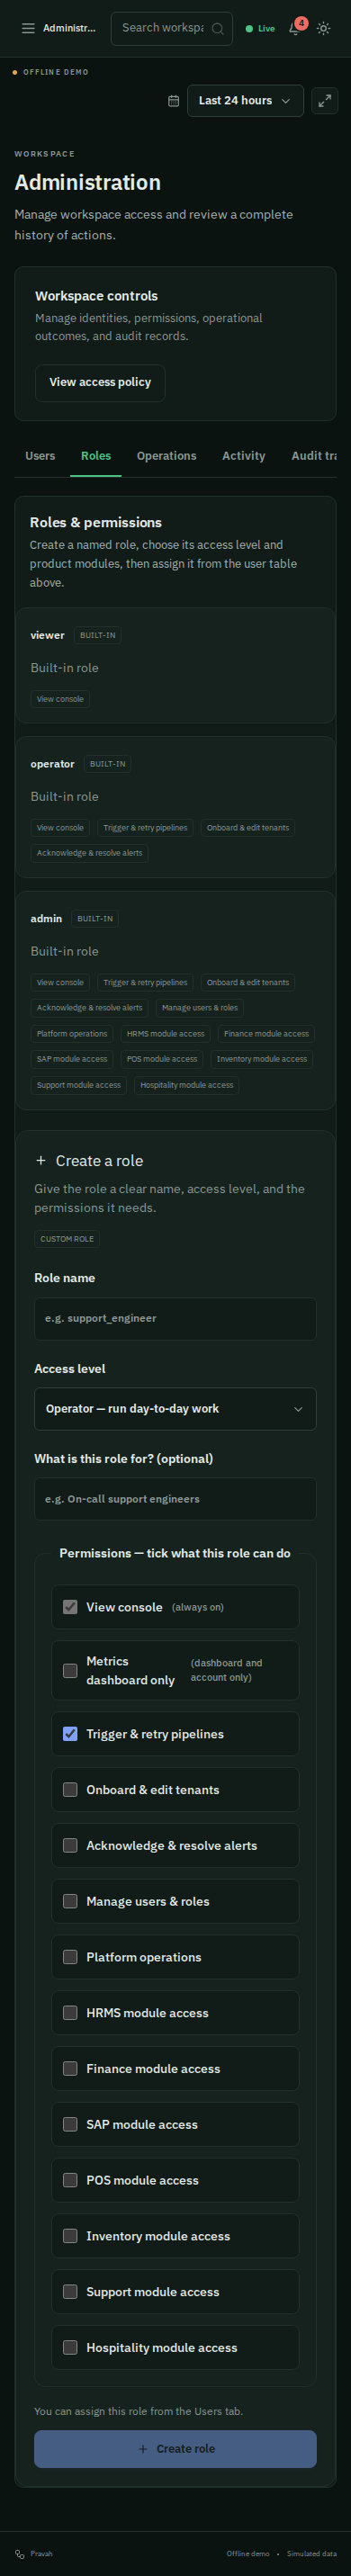 Administr...
Search workspa
Live
4
OFFLINE DEMO
Last 24 hours
WORKSPACE
Administration
Manage workspace access and review a complete
history of actions.
Workspace controls
Manage identities, permissions, operational
outcomes, and audit records.
View access policy
Users Roles Operations Activity Audit tra
Roles & permissions
Create a named role, choose its access level and
product modules, then assign it from the user table
above.
viewer BUILT-IN
Built-in role
View console
operator BUILT-IN
Built-in role
View console Trigger & retry pipelines Onboard & edit tenants
Acknowledge & resolve alerts
admin BUILT-IN
Built-in role
View console Trigger & retry pipelines Onboard & edit tenants
Acknowledge & resolve alerts Manage users & roles
Platform operations HRMS module access Finance module access
SAP module access POS module access Inventory module access
Support module access Hospitality module access
+ Create a role
Give the role a clear name, access level, and the
permissions it needs.
CUSTOM ROLE
Role name
e.g. support_engineer
Access level
Operator — run day-to-day work
What is this role for? (optional)
e.g. On-call support engineers
Permissions — tick what this role can do
View console (always on)
Metrics
dashboard only
(dashboard and
account only)
Trigger & retry pipelines
Onboard & edit tenants
Acknowledge & resolve alerts
Manage users & roles
Platform operations
HRMS module access
Finance module access
SAP module access
POS module access
Inventory module access
Support module access
Hospitality module access
You can assign this role from the Users tab.
+ Create role
Pravah
Offline demo • Simulated data